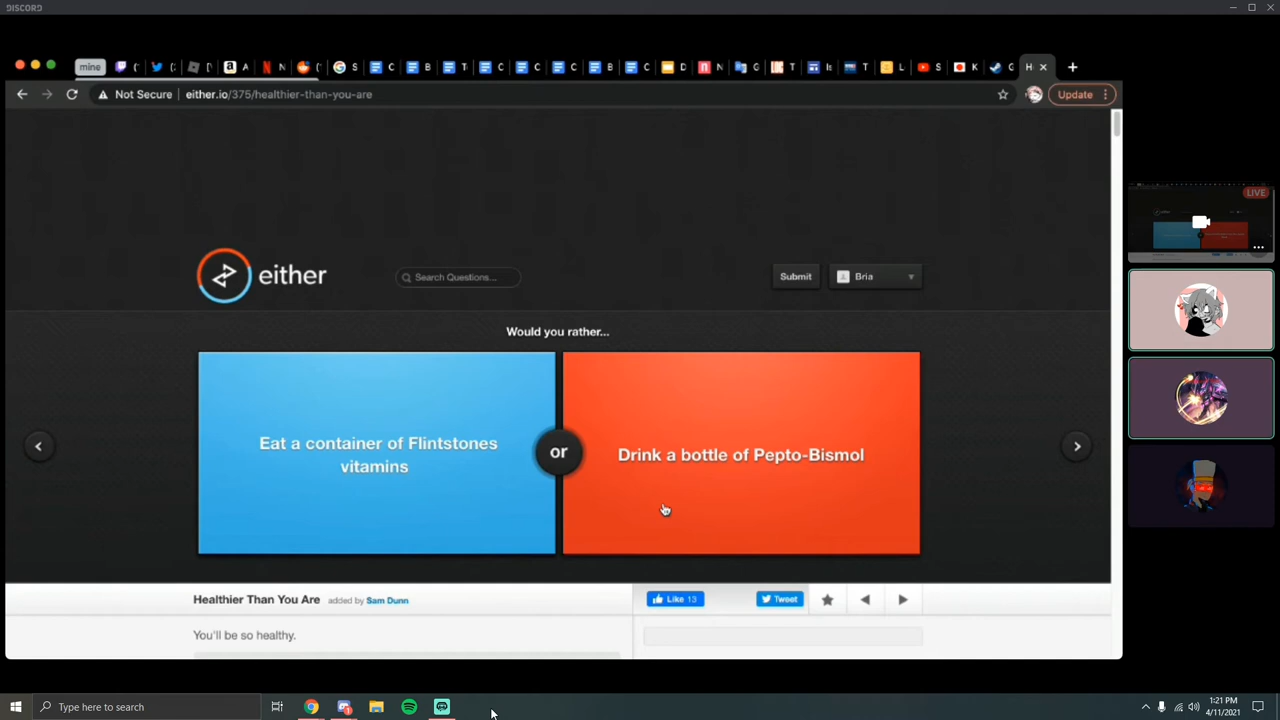 DISCORD
mine
Not Secure
either.io/375/healthier-than-you-are
Update
LIVE
either
Search Questions...
Submit
Bria
Would you rather...
Eat a container of Flintstones
vitamins
or
Drink a bottle of Pepto-Bismol
Healthier Than You Are added by Sam Dunn
Like 13
Tweet
You'll be so healthy.
Type here to search
1:21 PM
4/11/2021